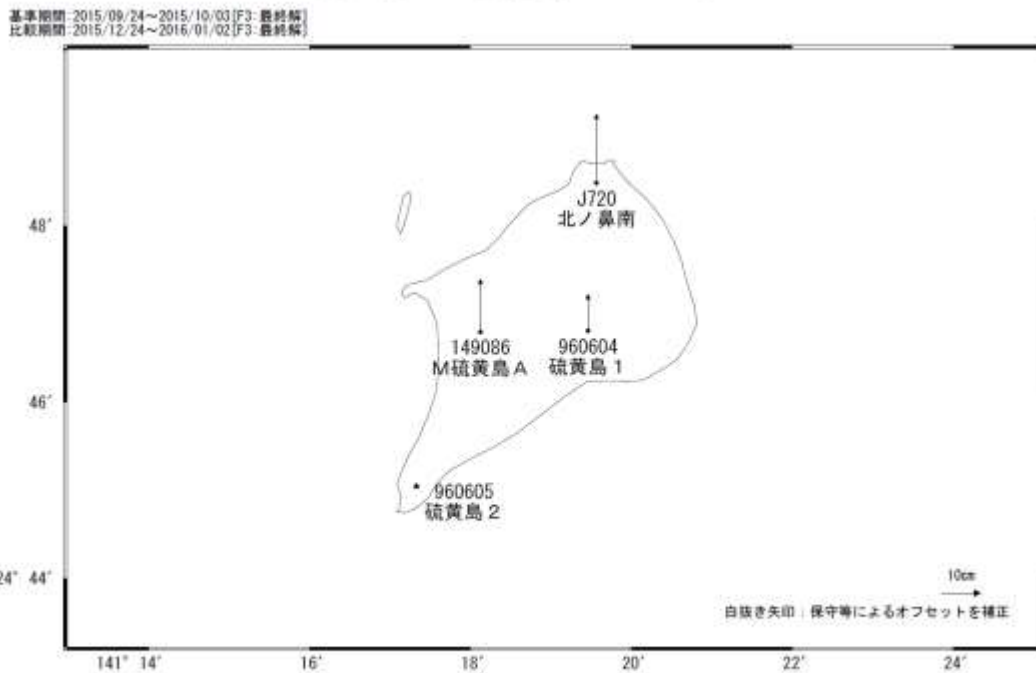 基準期間:2015/09/24～2015/10/03[F3:最終解]
比較期間:2015/12/24～2016/01/02[F3:最終解]
J720
北ノ鼻南
48′
149086
M硫黄島A
960604
硫黄島1
46′
960605
硫黄島2
24° 44′
10cm
白抜き矢印：保守等によるオフセットを補正
141° 14′ 16′ 18′ 20′ 22′ 24′